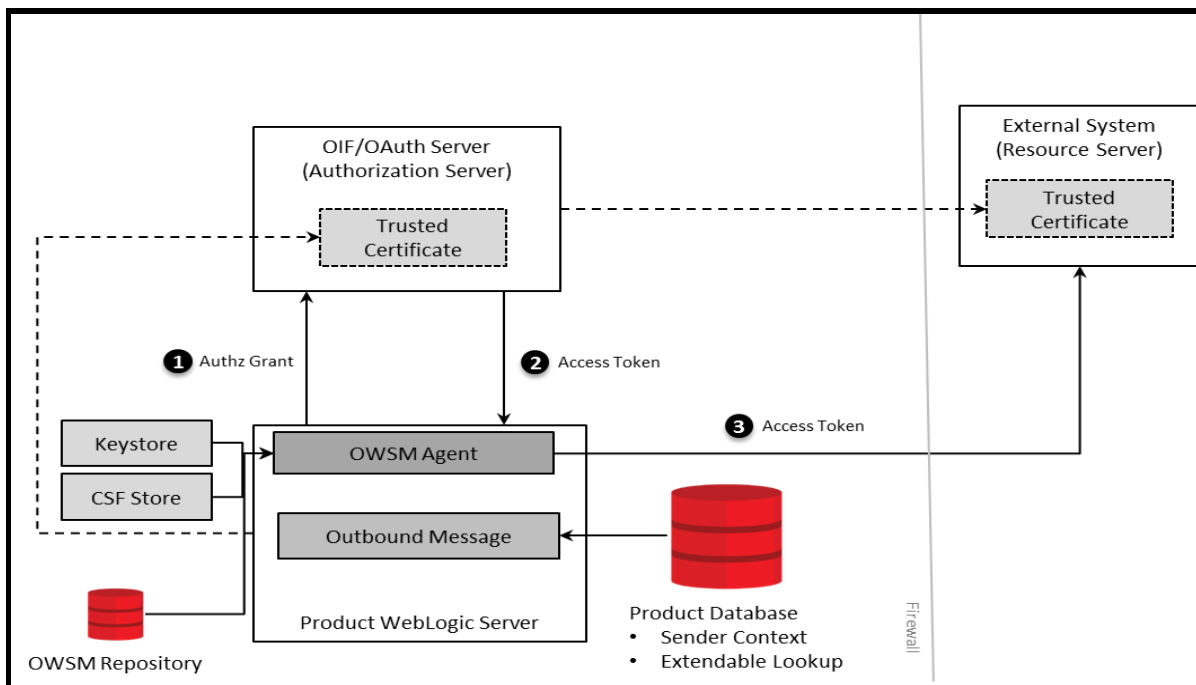 OIF/OAuth Server
(Authorization Server)
Trusted
Certificate
External System
(Resource Server)
Trusted
Certificate
1 Authz Grant
2 Access Token
3 Access Token
Keystore
CSF Store
OWSM Agent
Outbound Message
Product WebLogic Server
OWSM Repository
Product Database
• Sender Context
• Extendable Lookup
Firewall